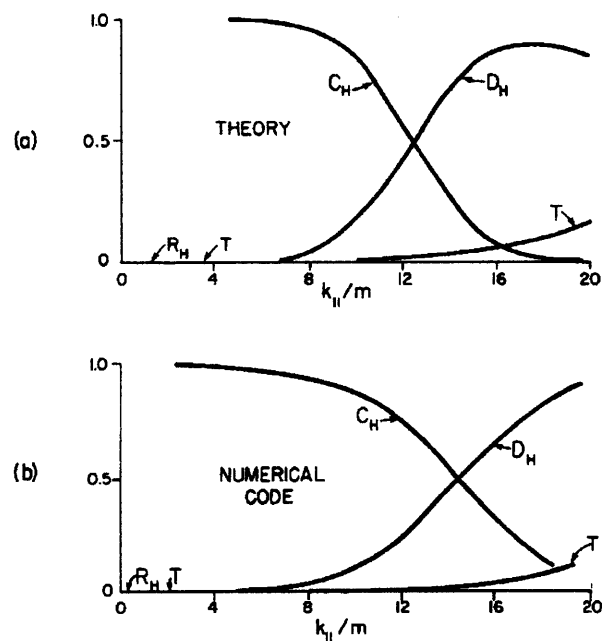 1.0
C_H
D_H
(a)
0.5
THEORY
T
R_H
T
0
0 4 8 12 16 20
k_{||}/m
1.0
C_H
D_H
(b)
0.5
NUMERICAL
CODE
T
R_H
T
0
0 4 8 12 16 20
k_{||}/m